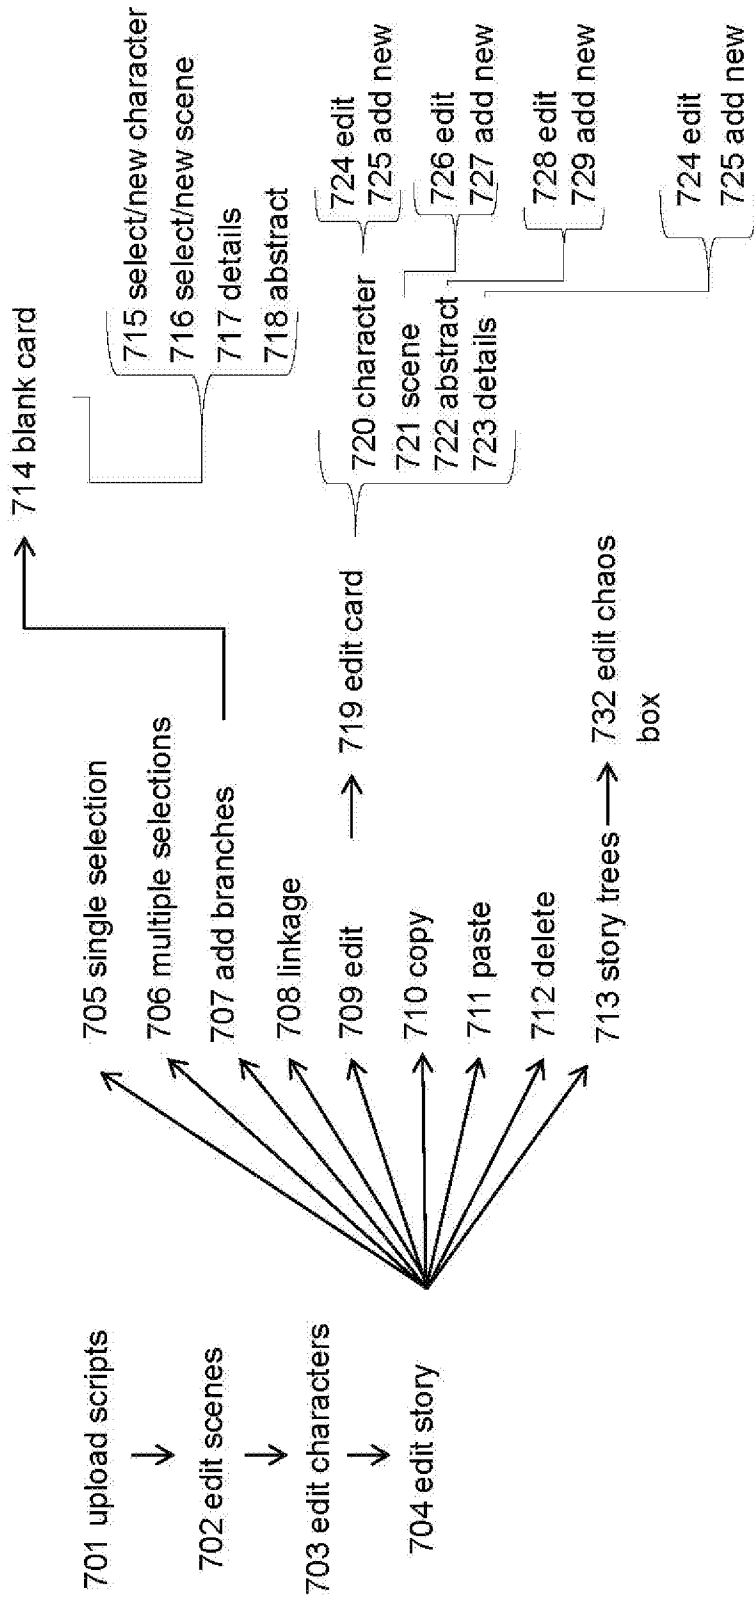 701 upload scripts
702 edit scenes
703 edit characters
704 edit story
705 single selection
706 multiple selections
707 add branches
708 linkage
709 edit
710 copy
711 paste
712 delete
713 story trees
714 blank card
715 select/new character
716 select/new scene
717 details
718 abstract
719 edit card
720 character
721 scene
722 abstract
723 details
724 edit
725 add new
726 edit
727 add new
728 edit
729 add new
724 edit
725 add new
732 edit chaos
box